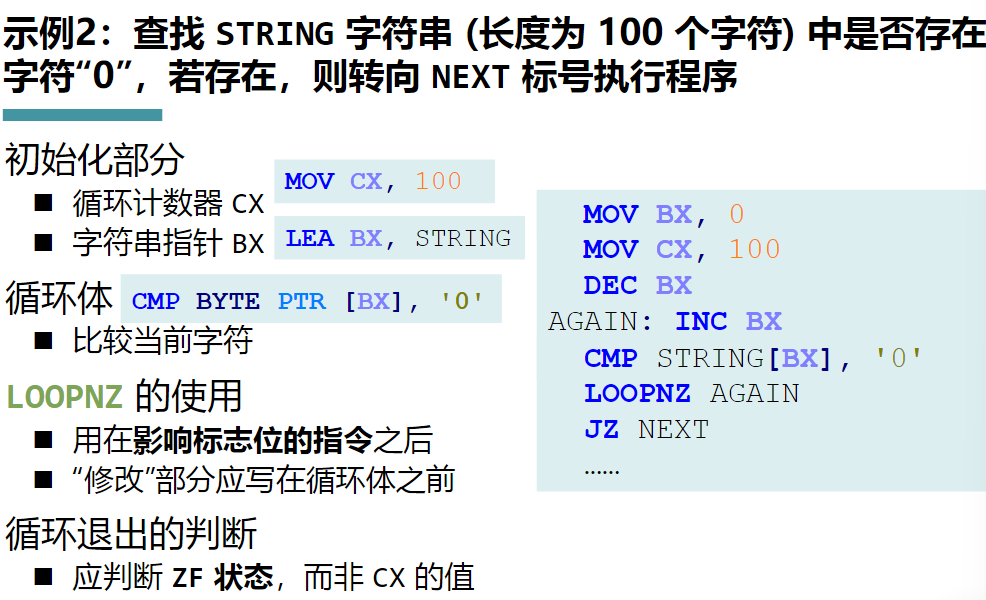 示例2：查找 STRING 字符串 (长度为 100 个字符) 中是否存在
字符“0”，若存在，则转向 NEXT 标号执行程序
初始化部分
■ 循环计数器 CX
MOV CX, 100
■ 字符串指针 BX
LEA BX, STRING
循环体
CMP BYTE PTR [BX], '0'
■ 比较当前字符
LOOPNZ 的使用
■ 用在影响标志位的指令之后
■ “修改”部分应写在循环体之前
循环退出的判断
■ 应判断 ZF 状态，而非 CX 的值
MOV BX, 0
MOV CX, 100
DEC BX
AGAIN: INC BX
CMP STRING[BX], '0'
LOOPNZ AGAIN
JZ NEXT
……